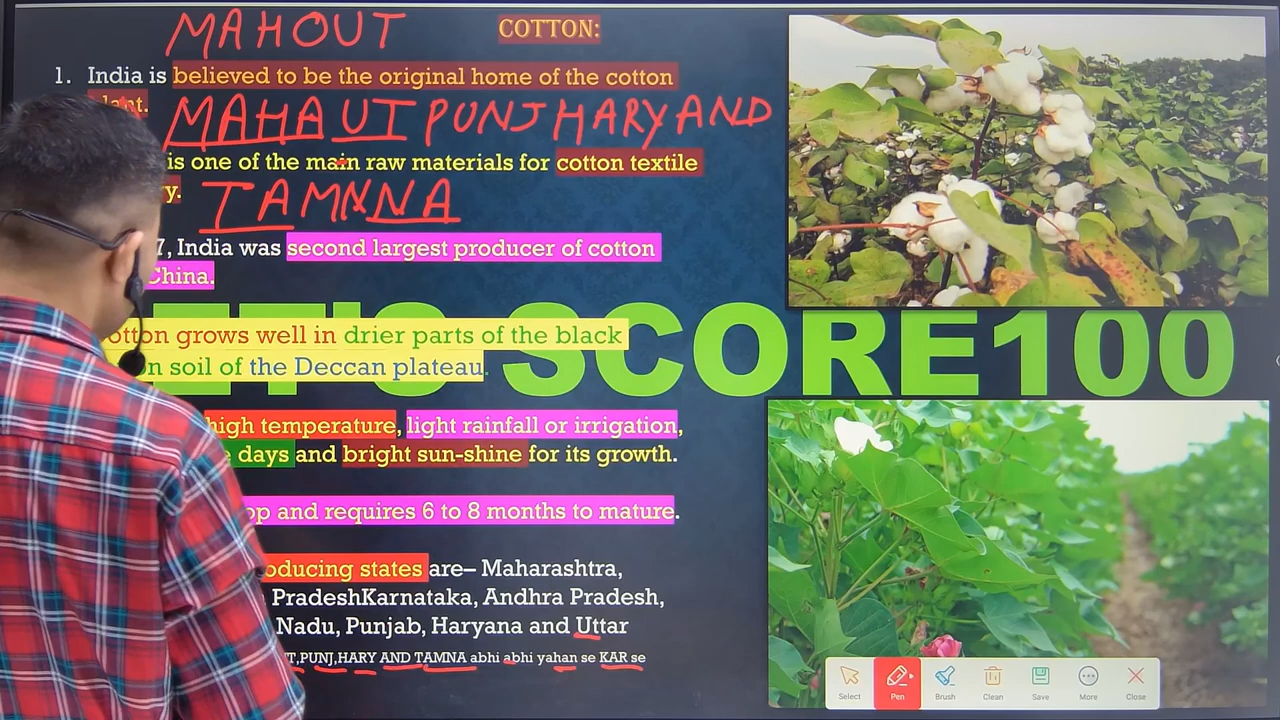 MAHOUT
COTTON:
1. India is believed to be the original home of the cotton
plant.
MAHAUT PUNJ HARY AND
is one of the main raw materials for cotton textile
y.
TAMNA
7, India was second largest producer of cotton
China.
LET'S SCORE100
otton grows well in drier parts of the black
n soil of the Deccan plateau.
high temperature, light rainfall or irrigation,
days and bright sun-shine for its growth.
op and requires 6 to 8 months to mature.
oducing states are– Maharashtra,
PradeshKarnataka, Andhra Pradesh,
Nadu, Punjab, Haryana and Uttar
T,PUNJ,HARY AND TAMNA abhi abhi yahan se KAR se
Select Pen Brush Clean Save More Close